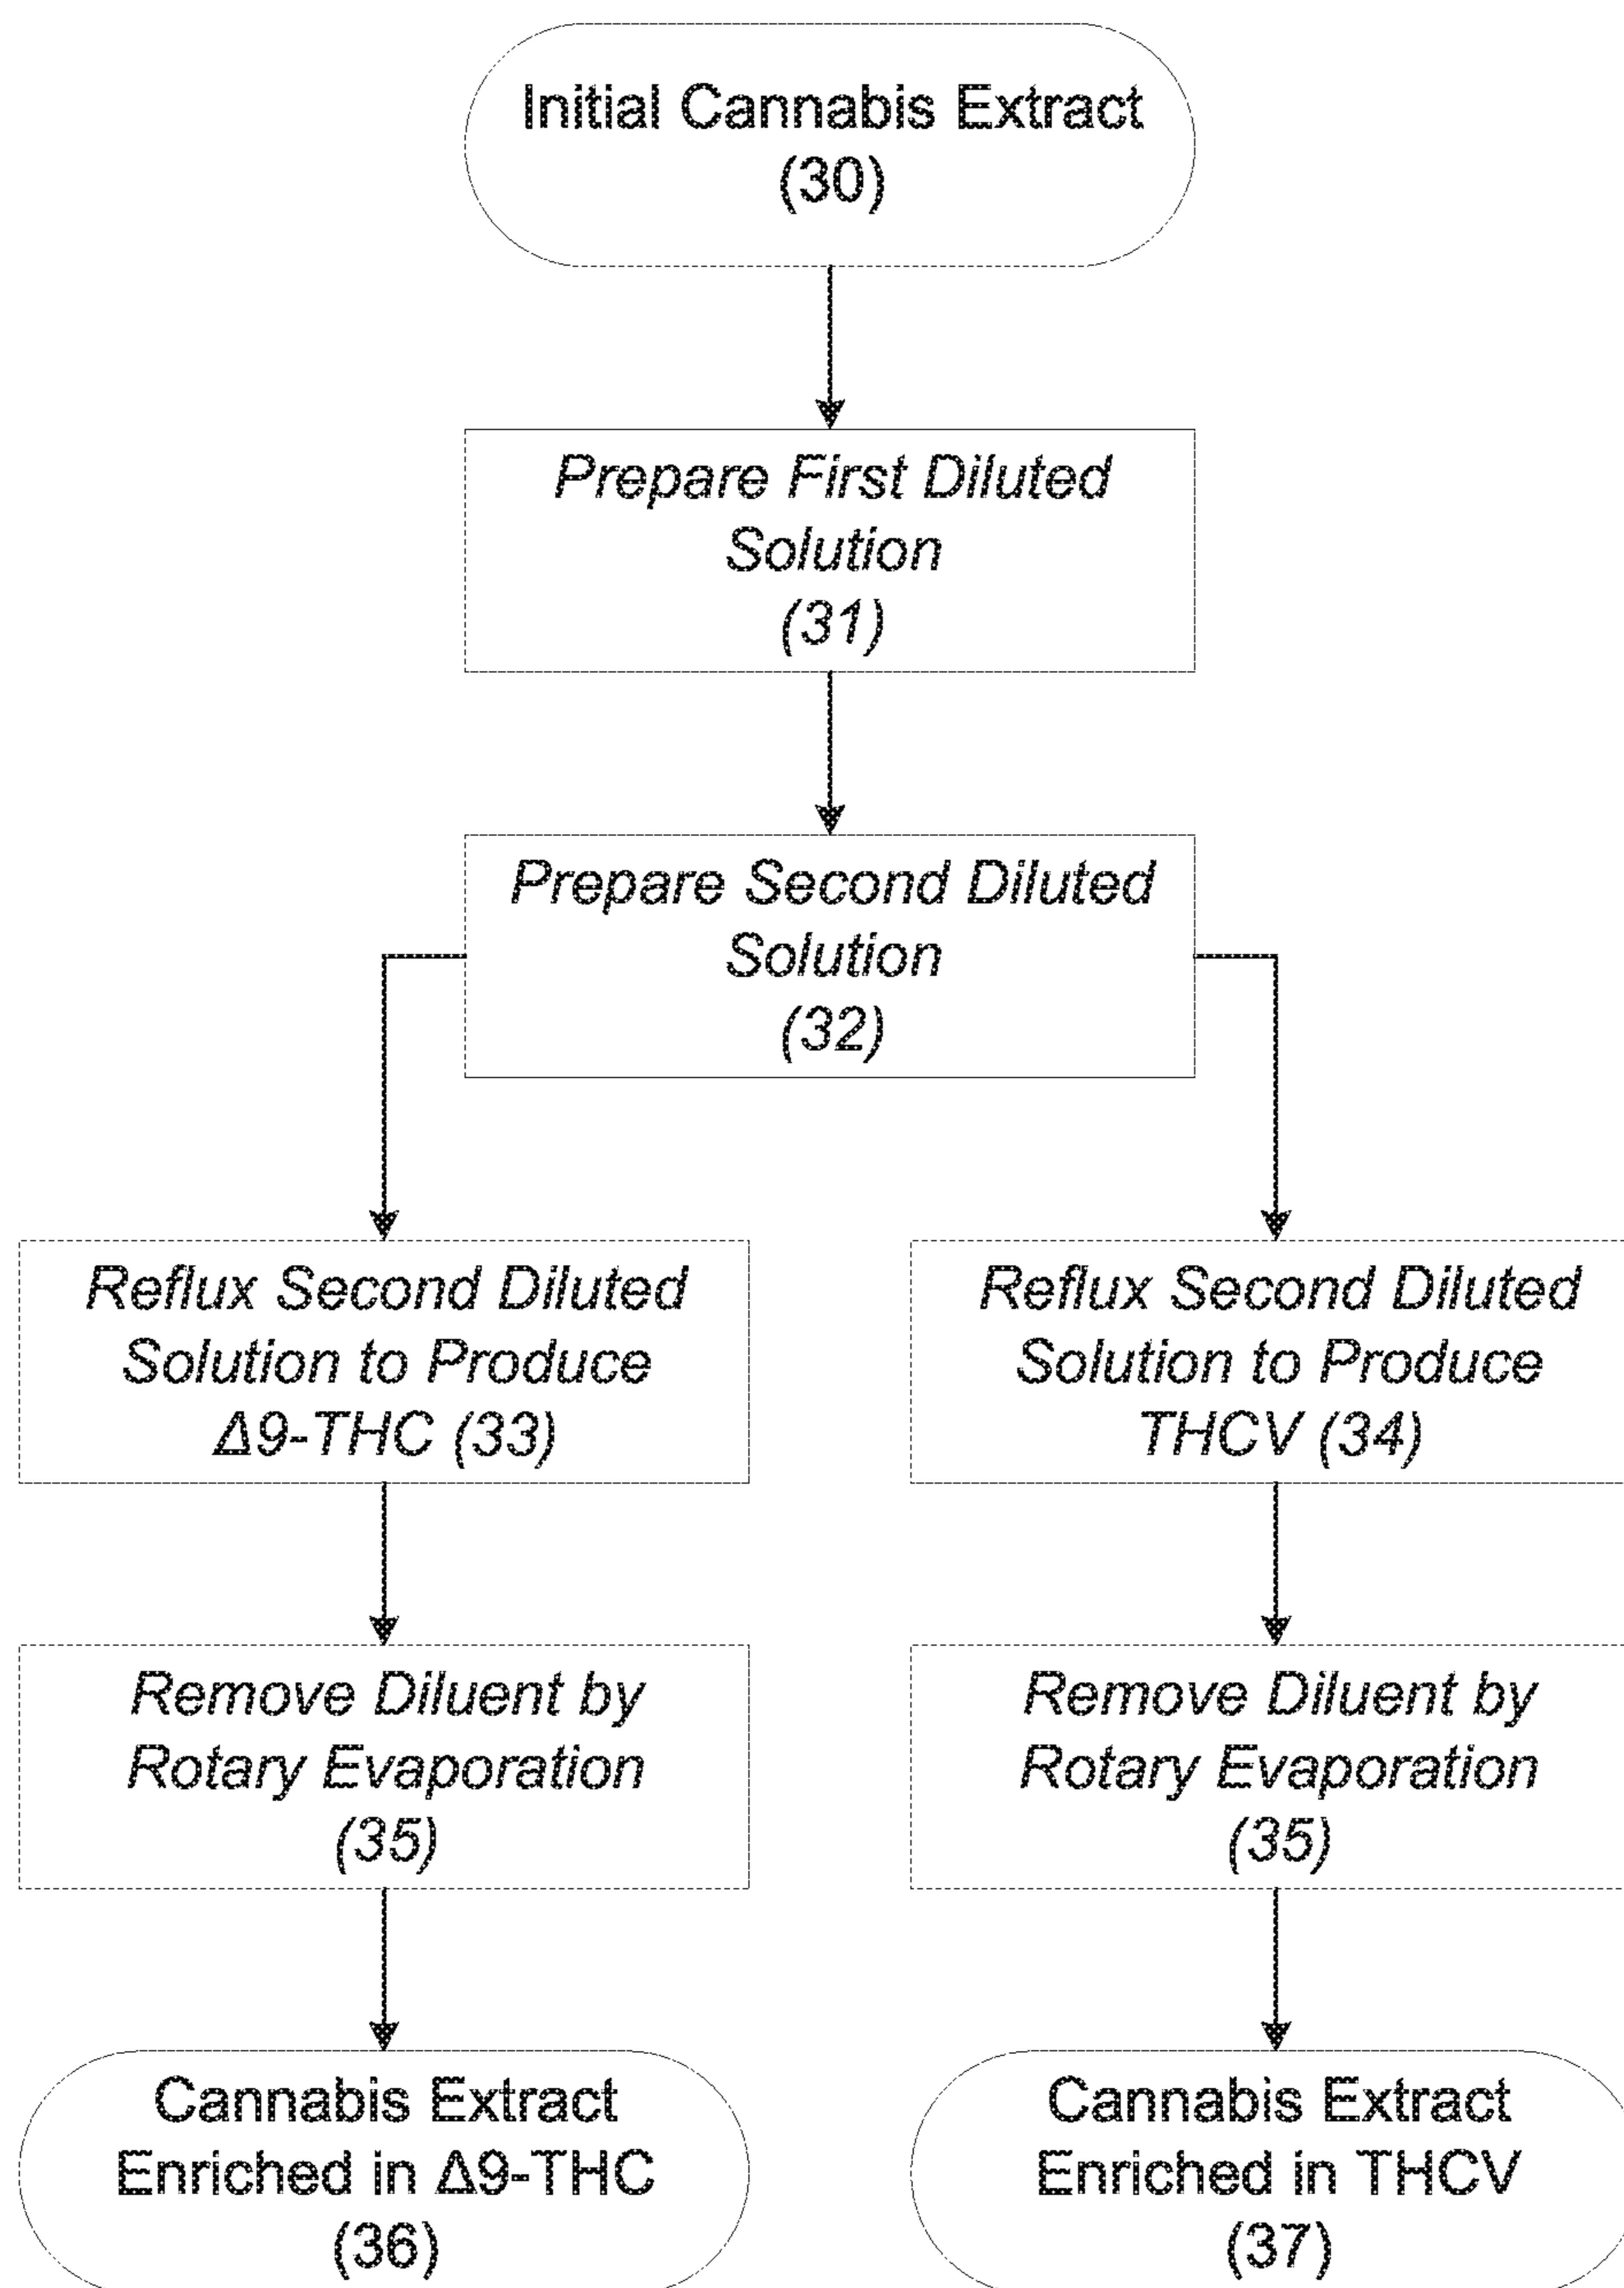 Initial Cannabis Extract
(30)
Prepare First Diluted
Solution
(31)
Prepare Second Diluted
Solution
(32)
Reflux Second Diluted
Solution to Produce
Δ9-THC (33)
Reflux Second Diluted
Solution to Produce
THCV (34)
Remove Diluent by
Rotary Evaporation
(35)
Remove Diluent by
Rotary Evaporation
(35)
Cannabis Extract
Enriched in Δ9-THC
(36)
Cannabis Extract
Enriched in THCV
(37)